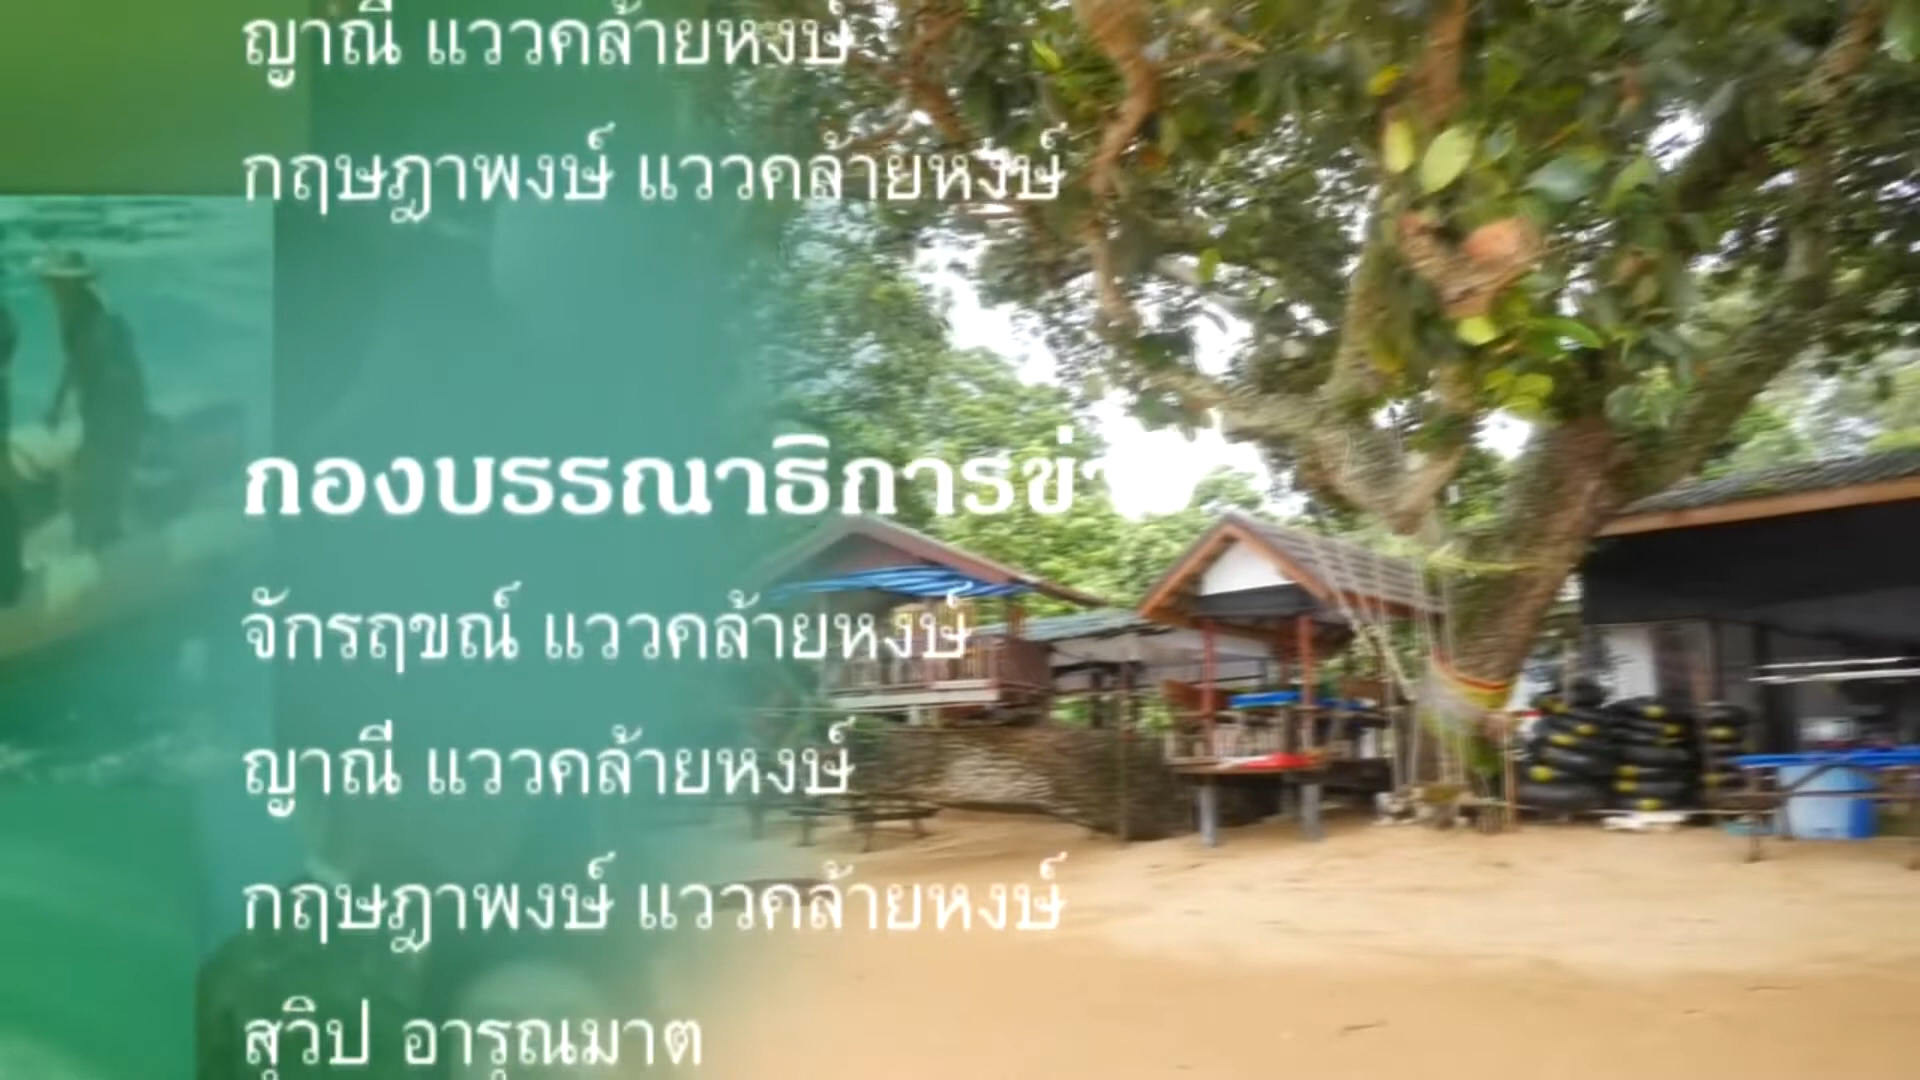 ญาณี แววคล้ายหงษ์
กฤษฎาพงษ์ แววคล้ายหงษ์
กองบรรณาธิการข่าว
จักรฤขณ์ แววคล้ายหงษ์
ญาณี แววคล้ายหงษ์
กฤษฎาพงษ์ แววคล้ายหงษ์
สุวิป อารุณมาต